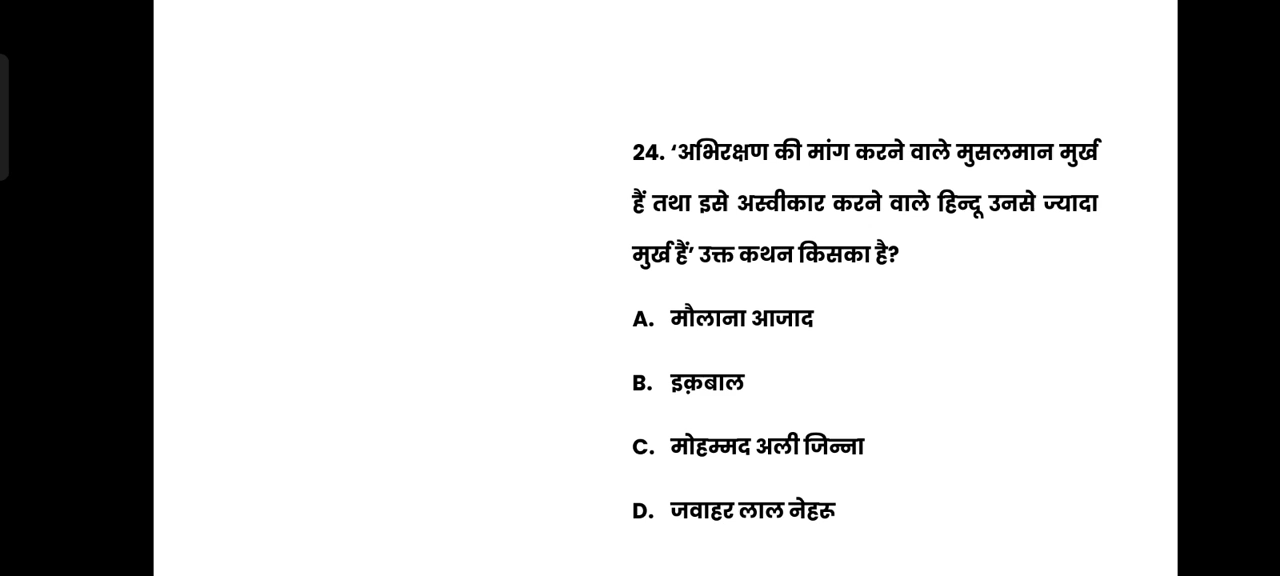 24. ‘अभिरक्षण की मांग करने वाले मुसलमान मुर्ख
हैं तथा इसे अस्वीकार करने वाले हिन्दू उनसे ज्यादा
मुर्ख हैं’ उक्त कथन किसका है?
A. मौलाना आजाद
B. इक़बाल
C. मोहम्मद अली जिन्ना
D. जवाहर लाल नेहरू